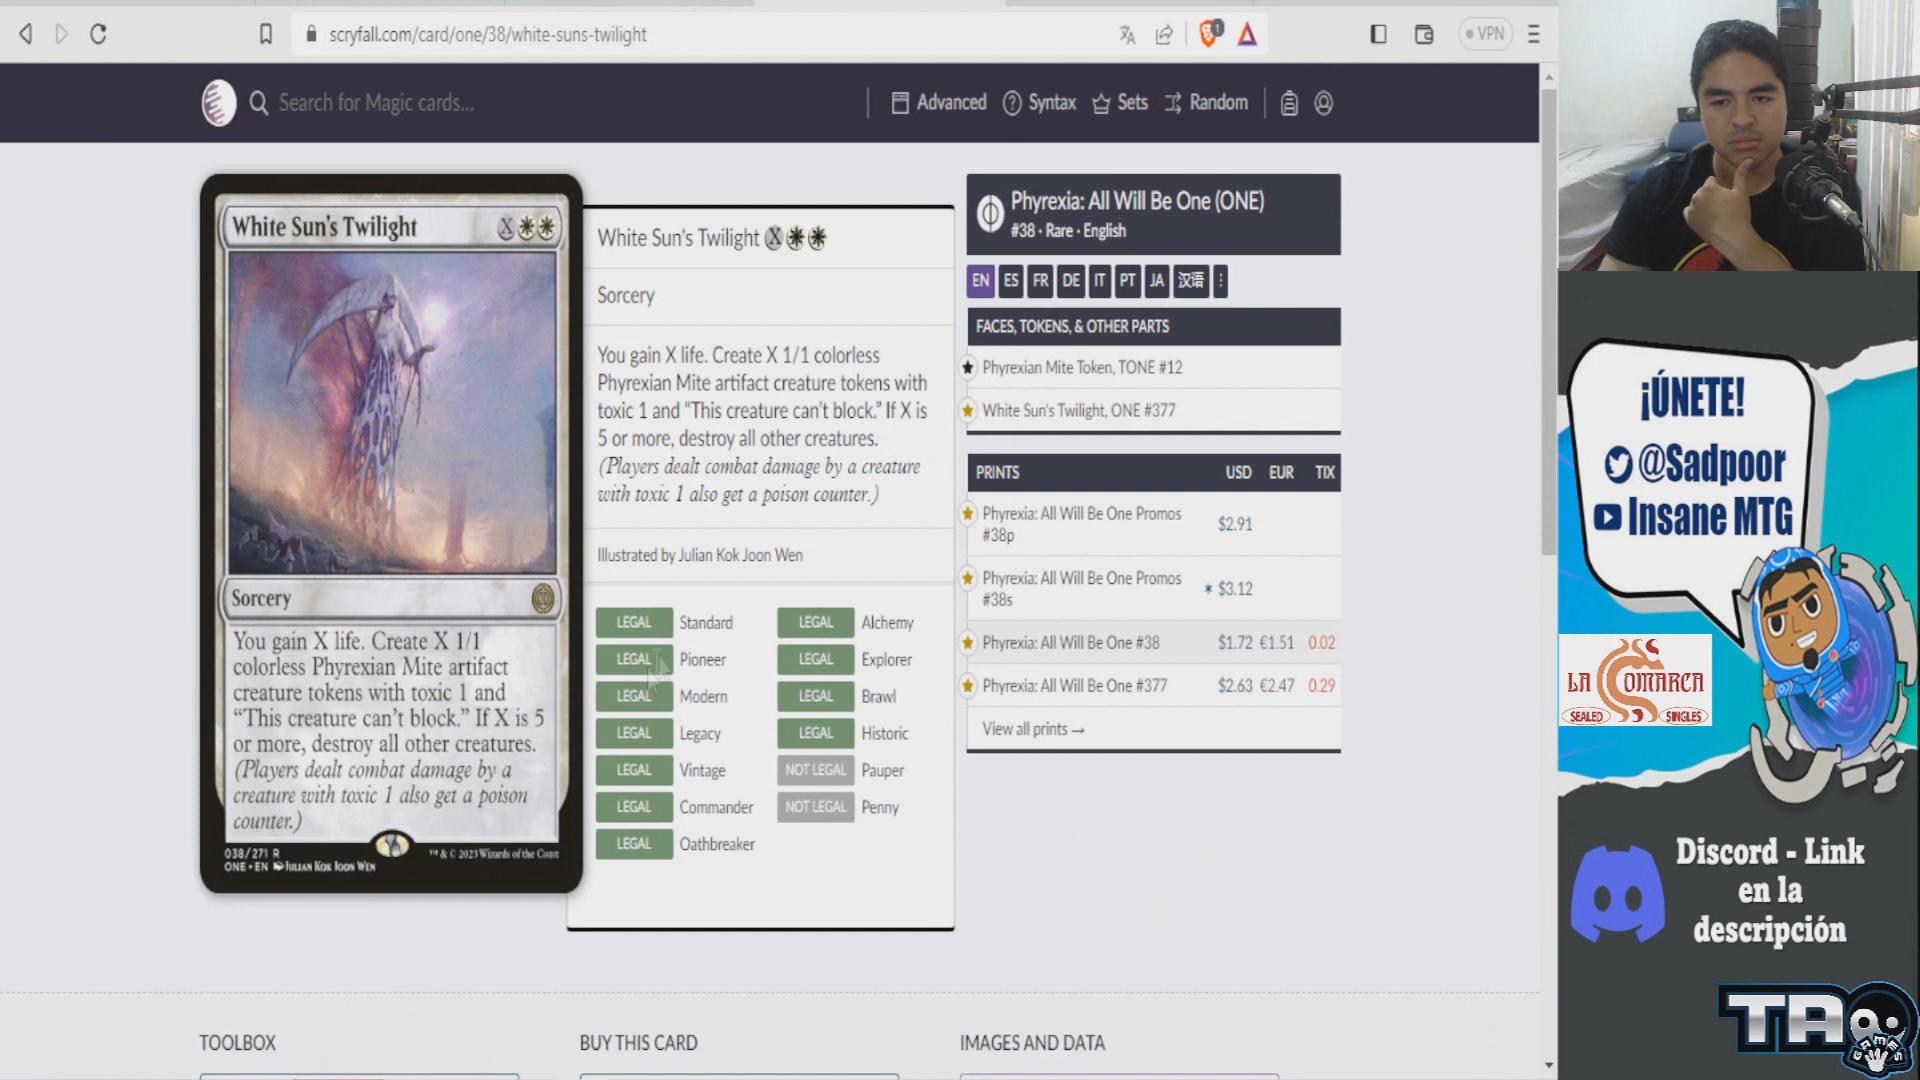 scryfall.com/card/one/38/white-suns-twilight
1
VPN
Search for Magic cards...
Advanced
Syntax
Sets
Random
White Sun's Twilight X
Sorcery
You gain X life. Create X 1/1
colorless Phyrexian Mite artifact
creature tokens with toxic 1 and
“This creature can't block.” If X is 5
or more, destroy all other creatures.
(Players dealt combat damage by a
creature with toxic 1 also get a poison
counter.)
038/271 R
ONE • EN Julian Kok Joon Wen
™ & © 2023 Wizards of the Coast
White Sun's Twilight X
Sorcery
You gain X life. Create X 1/1 colorless
Phyrexian Mite artifact creature tokens with
toxic 1 and “This creature can't block.” If X is
5 or more, destroy all other creatures.
(Players dealt combat damage by a creature
with toxic 1 also get a poison counter.)
Illustrated by Julian Kok Joon Wen
LEGAL Standard LEGAL Alchemy
LEGAL Pioneer LEGAL Explorer
LEGAL Modern LEGAL Brawl
LEGAL Legacy LEGAL Historic
LEGAL Vintage NOT LEGAL Pauper
LEGAL Commander NOT LEGAL Penny
LEGAL Oathbreaker
Phyrexia: All Will Be One (ONE)
#38 · Rare · English
EN ES FR DE IT PT JA 汉语
FACES, TOKENS, & OTHER PARTS
Phyrexian Mite Token, TONE #12
White Sun's Twilight, ONE #377
PRINTS USD EUR TIX
Phyrexia: All Will Be One Promos
#38p $2.91
Phyrexia: All Will Be One Promos
#38s $3.12
Phyrexia: All Will Be One #38 $1.72 €1.51 0.02
Phyrexia: All Will Be One #377 $2.63 €2.47 0.29
View all prints →
TOOLBOX
BUY THIS CARD
IMAGES AND DATA
¡ÚNETE!
@Sadpoor
Insane MTG
LA COMARCA
SEALED SINGLES
Discord - Link
en la
descripción
TAO
GAMES